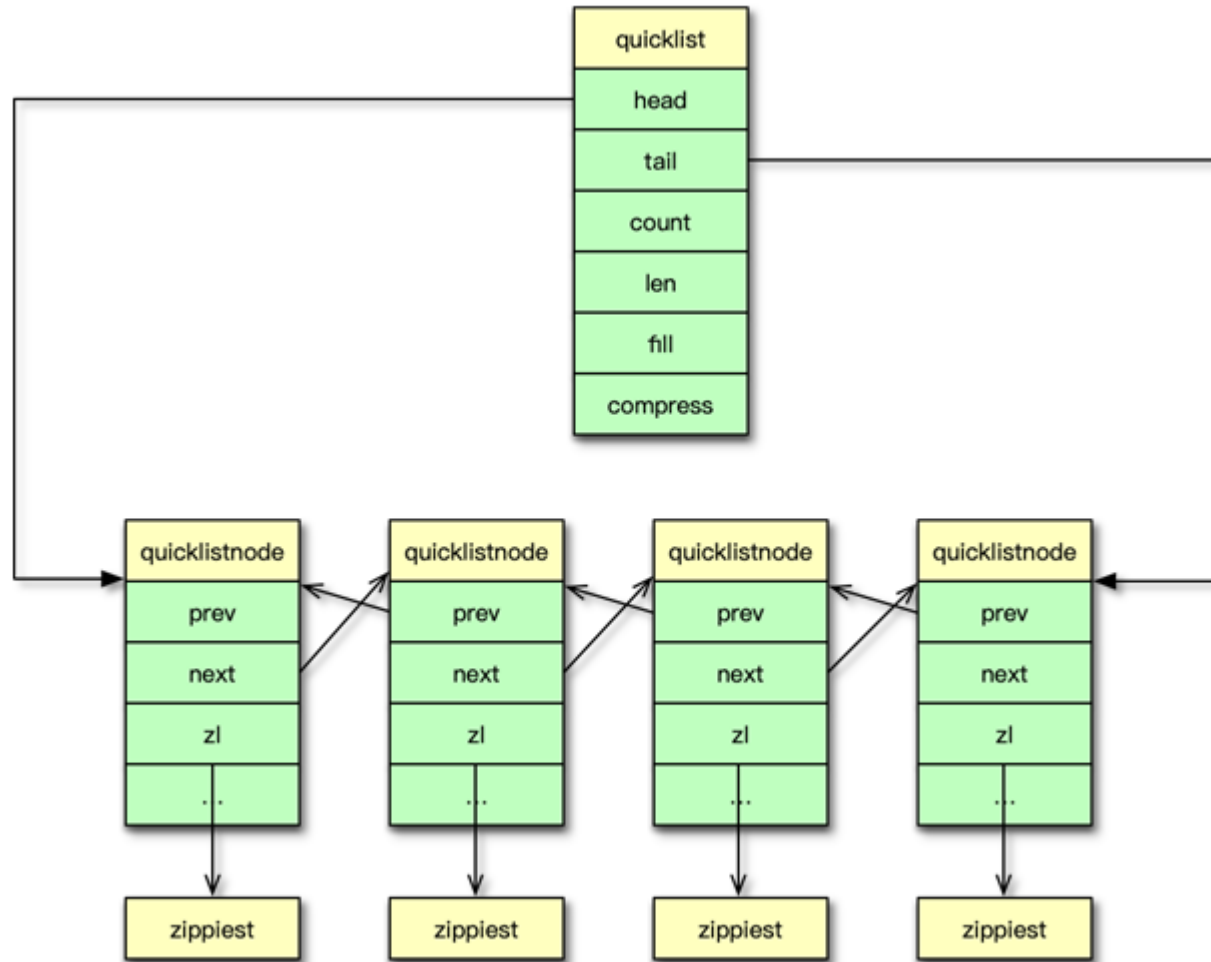 quicklist
head
tail
count
len
fill
compress
quicklistnode quicklistnode quicklistnode quicklistnode
prev prev prev prev
next next next next
zl zl zl zl
... ... ... ...
zippiest zippiest zippiest zippiest